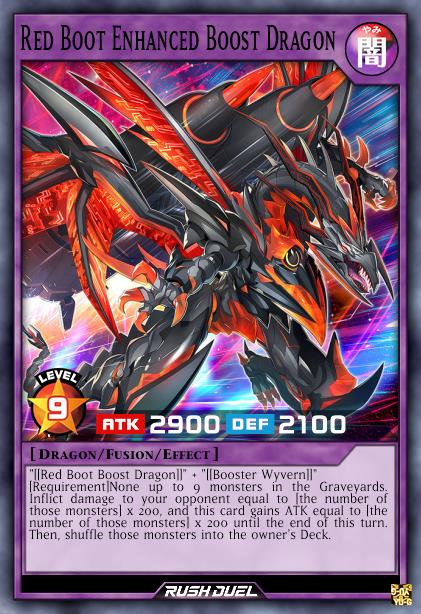 RED BOOT ENHANCED BOOST DRAGON
やみ
闇
LEVEL
9
ATK 2900 DEF 2100
[ DRAGON/FUSION/EFFECT ]
"[[Red Boot Boost Dragon]]" + "[[Booster Wyvern]]"
[Requirement]None up to 9 monsters in the Graveyards.
Inflict damage to your opponent equal to [the number of
those monsters] x 200, and this card gains ATK equal to [the
number of those monsters] x 200 until the end of this turn.
Then, shuffle those monsters into the owner's Deck.
RUSH DUEL